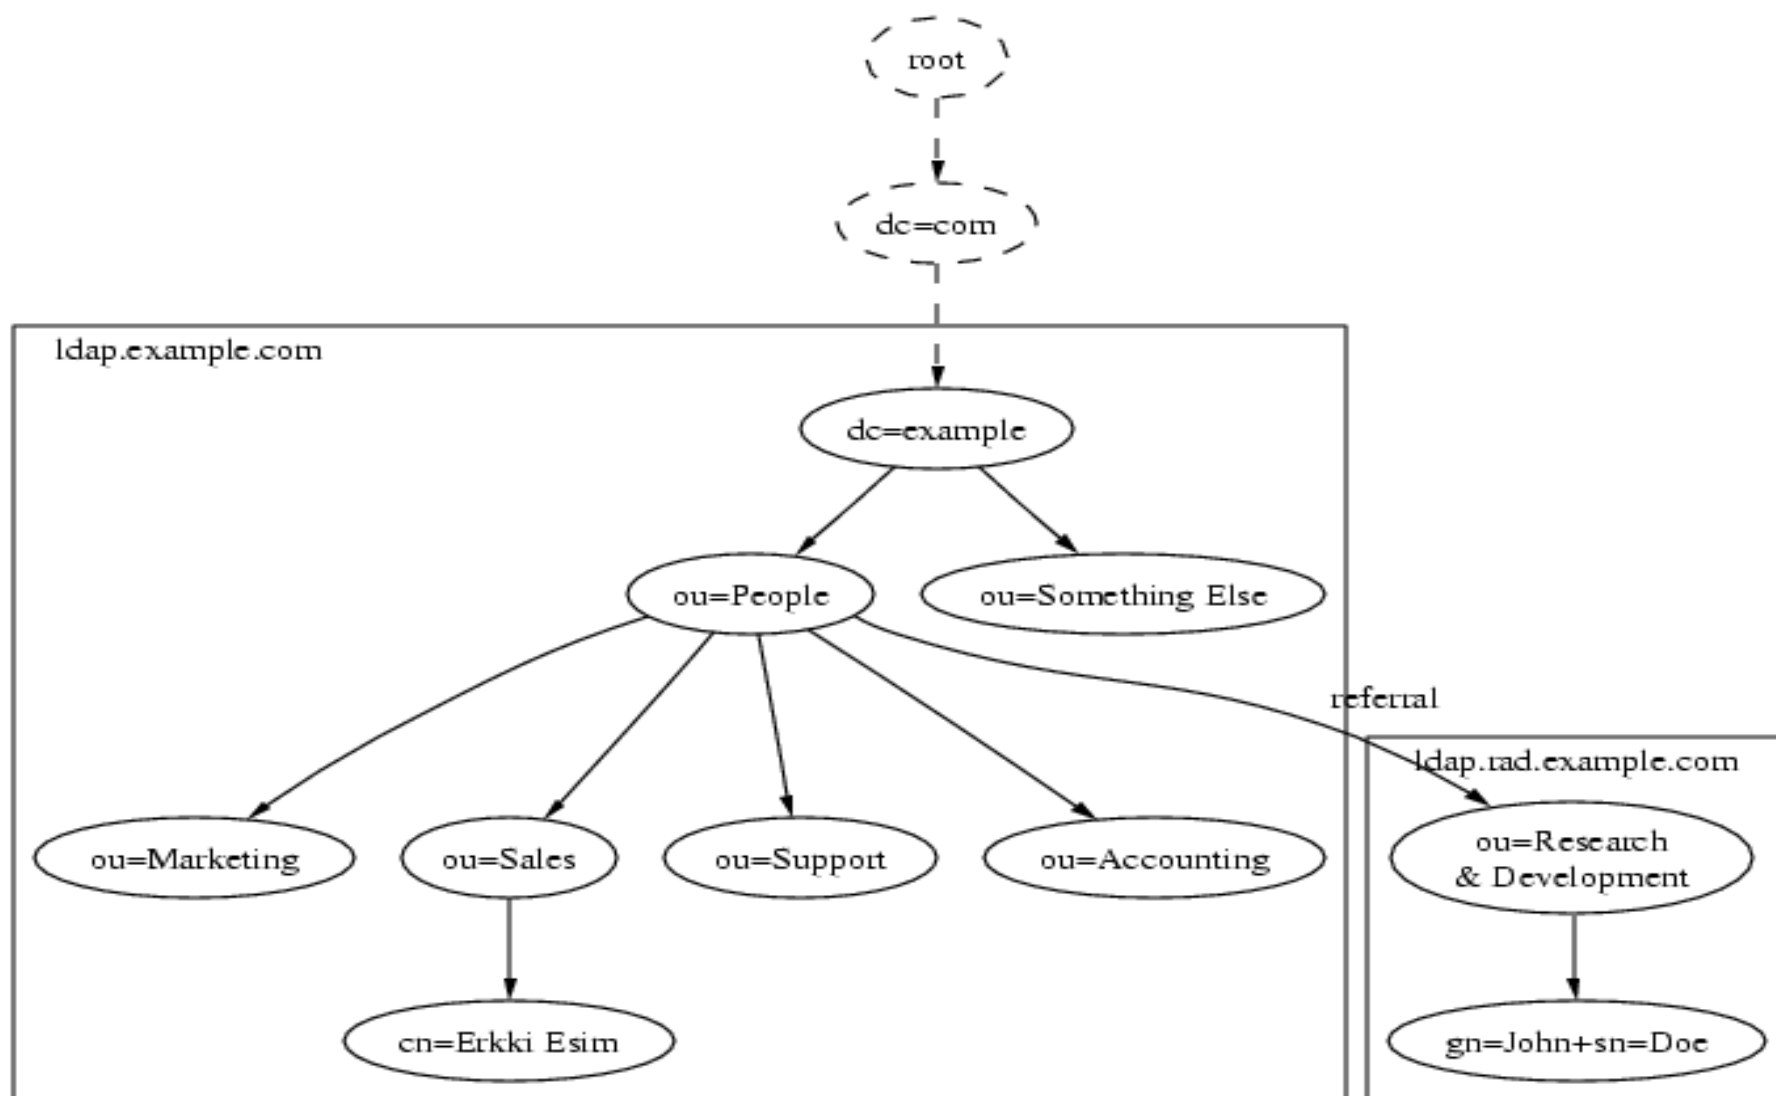 root
dc=com
ldap.example.com
dc=example
ou=People
ou=Something Else
referral
ldap.rad.example.com
ou=Marketing
ou=Sales
ou=Support
ou=Accounting
ou=Research
& Development
cn=Erkki Esim
gn=John+sn=Doe